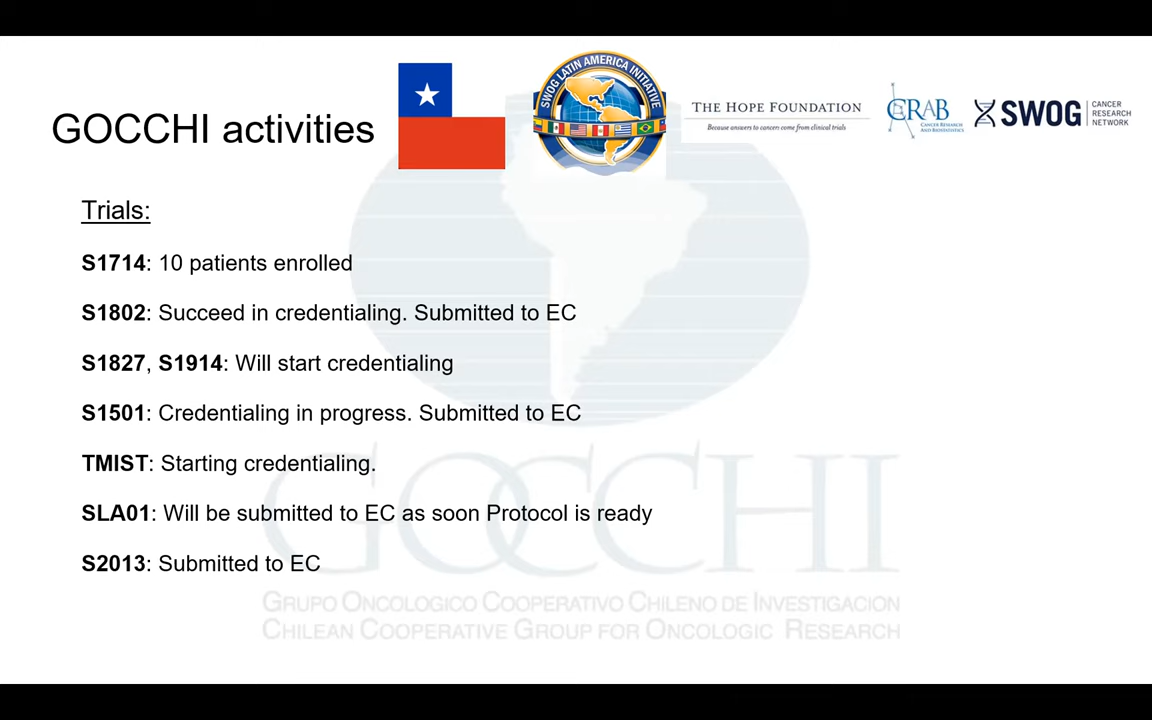 GOCCHI activities
SWOG LATIN AMERICA INITIATIVE
THE HOPE FOUNDATION
Because answers to cancers come from clinical trials
CRAB
CANCER RESEARCH
AND BIOSTATISTICS
SWOG
CANCER
RESEARCH
NETWORK
Trials:
S1714: 10 patients enrolled
S1802: Succeed in credentialing. Submitted to EC
S1827, S1914: Will start credentialing
S1501: Credentialing in progress. Submitted to EC
TMIST: Starting credentialing.
SLA01: Will be submitted to EC as soon Protocol is ready
S2013: Submitted to EC
GOCCHI
GRUPO ONCOLOGICO COOPERATIVO CHILENO DE INVESTIGACION
CHILEAN COOPERATIVE GROUP FOR ONCOLOGIC RESEARCH